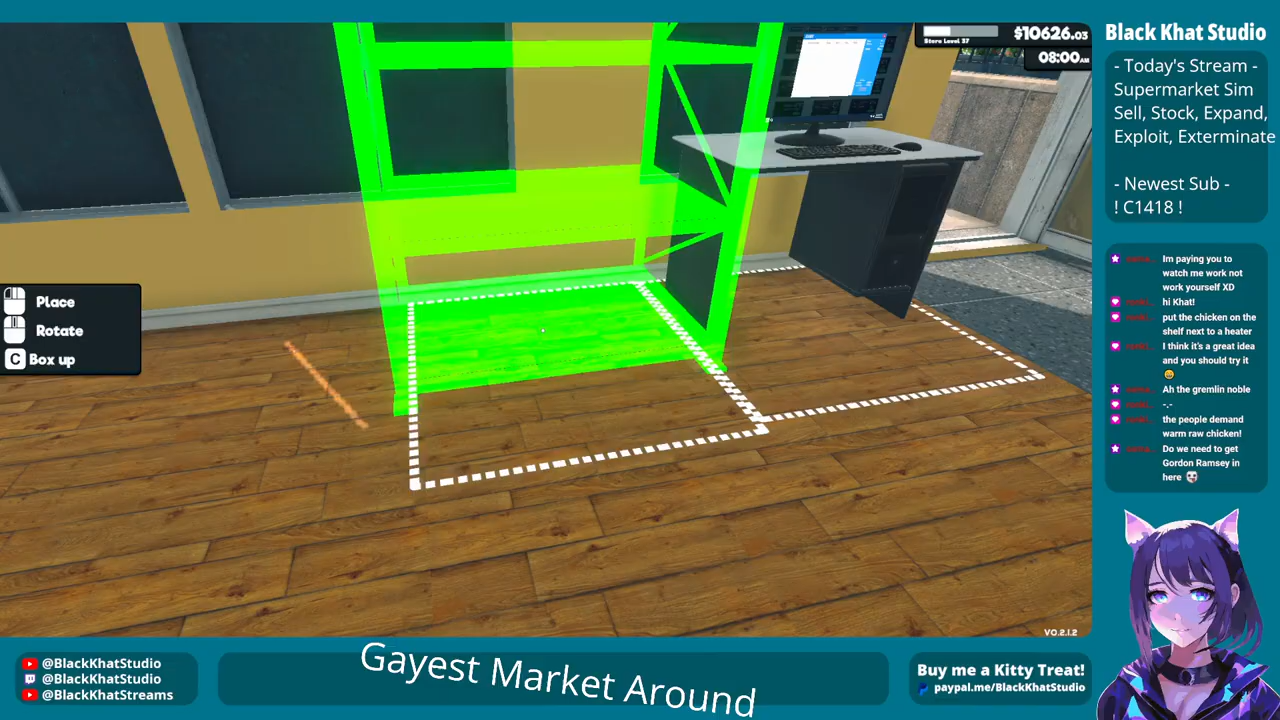 $10626.03
Store Level 37
08:00AM
Place
Rotate
C Box up
V0.2.1.2
Black Khat Studio
- Today's Stream -
Supermarket Sim
Sell, Stock, Expand,
Exploit, Exterminate
- Newest Sub -
! C1418 !
Im paying you to
watch me work not
work yourself XD
hi Khat!
put the chicken on the
shelf next to a heater
I think it's a great idea
and you should try it
Ah the gremlin noble
-.-
the people demand
warm raw chicken!
Do we need to get
Gordon Ramsey in
here
@BlackKhatStudio
@BlackKhatStudio
@BlackKhatStreams
Gayest Market Around
Buy me a Kitty Treat!
paypal.me/BlackKhatStudio